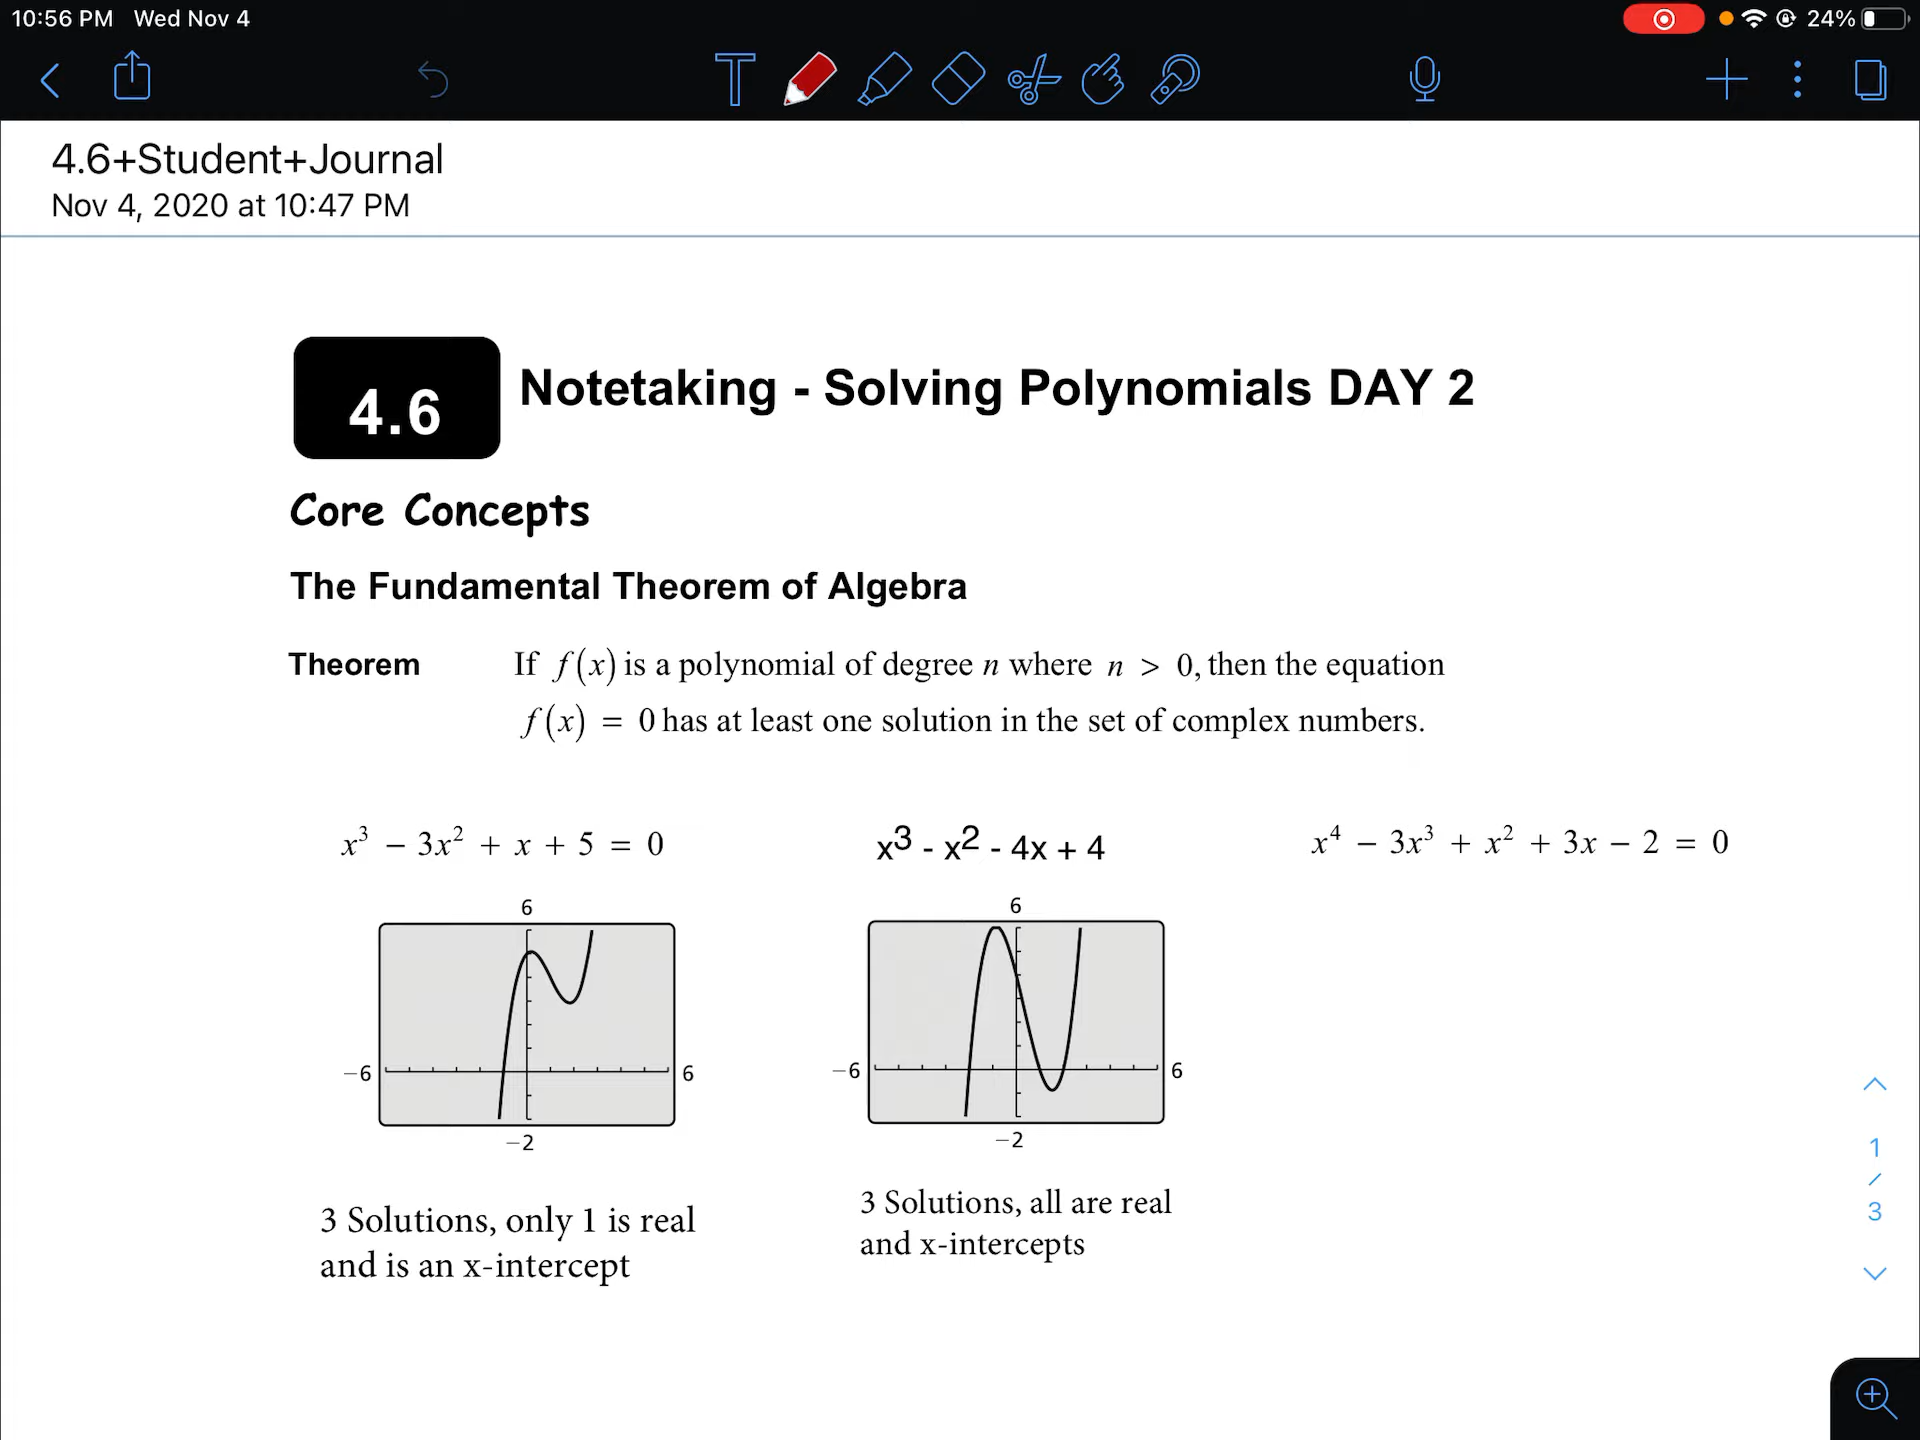 10:56 PM Wed Nov 4
24%
4.6+Student+Journal
Nov 4, 2020 at 10:47 PM
4.6 Notetaking - Solving Polynomials DAY 2
Core Concepts
The Fundamental Theorem of Algebra
Theorem If f(x) is a polynomial of degree n where n > 0, then the equation
f(x) = 0 has at least one solution in the set of complex numbers.
x³ − 3x² + x + 5 = 0
6
−6
6
−2
3 Solutions, only 1 is real
and is an x-intercept
x³ - x² - 4x + 4
6
−6
6
−2
3 Solutions, all are real
and x-intercepts
x⁴ − 3x³ + x² + 3x − 2 = 0
1
/
3